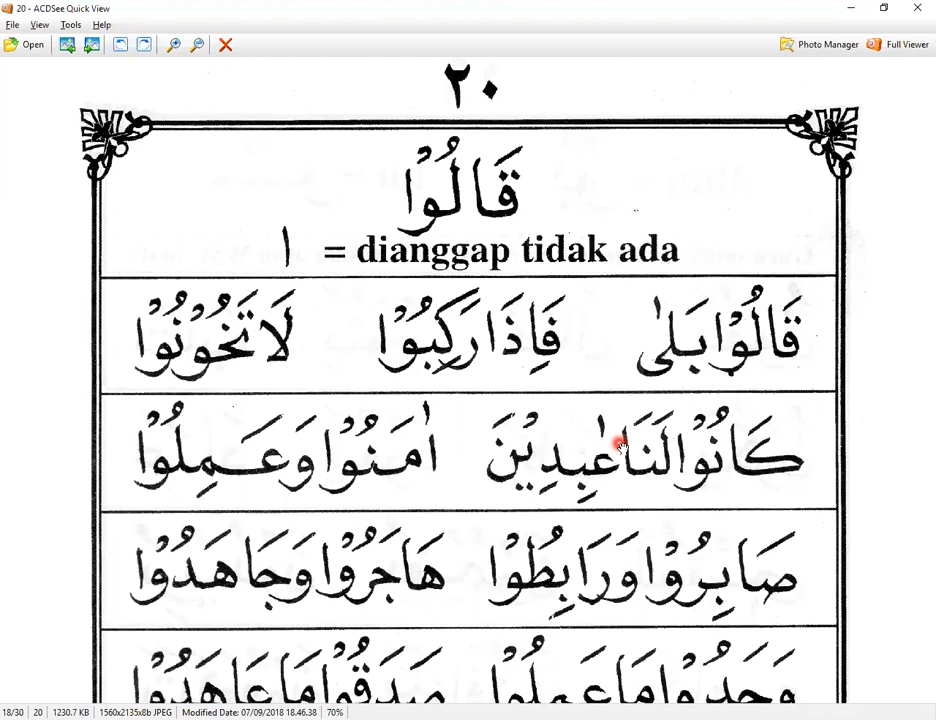 20 - ACDSee Quick View
File View Tools Help
Open Photo Manager Full Viewer
٢٠
قَالُوْا
ا = dianggap tidak ada
قَالُوْا بَلٰى فَاِذَا رَكِبُوْا لَا تَخُوْنُوْا
كَانُوْا لَنَا عٰبِدِيْنَ اٰمَنُوْا وَعَمِلُوْا
صَابِرُوْا وَرَابِطُوْا هَاجَرُوْا وَجَاهَدُوْا
وَجَدُوْا مَا عَمِلُوْا صَدَقُوْا مَا عَاهَدُوْا
18/30 20 1230.7 KB 1560x2135x8b JPEG Modified Date: 07/09/2018 18.46.38 70%